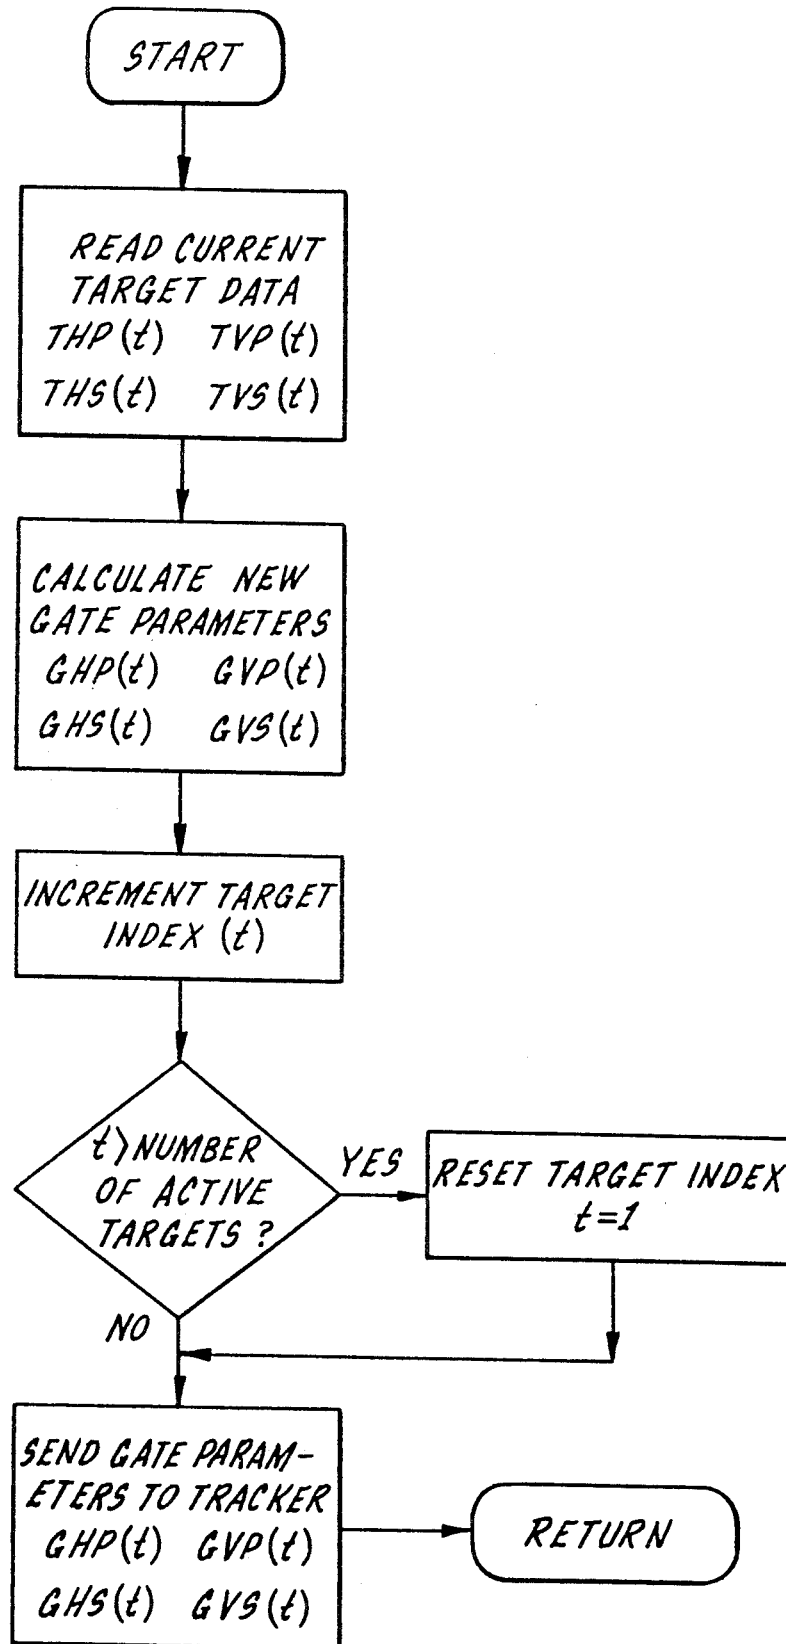 START
READ CURRENT
TARGET DATA
THP(t) TVP(t)
THS(t) TVS(t)
CALCULATE NEW
GATE PARAMETERS
GHP(t) GVP(t)
GHS(t) GVS(t)
INCREMENT TARGET
INDEX (t)
t>NUMBER
OF ACTIVE
TARGETS ?
YES
RESET TARGET INDEX
t=1
NO
SEND GATE PARAM-
ETERS TO TRACKER
GHP(t) GVP(t)
GHS(t) GVS(t)
RETURN